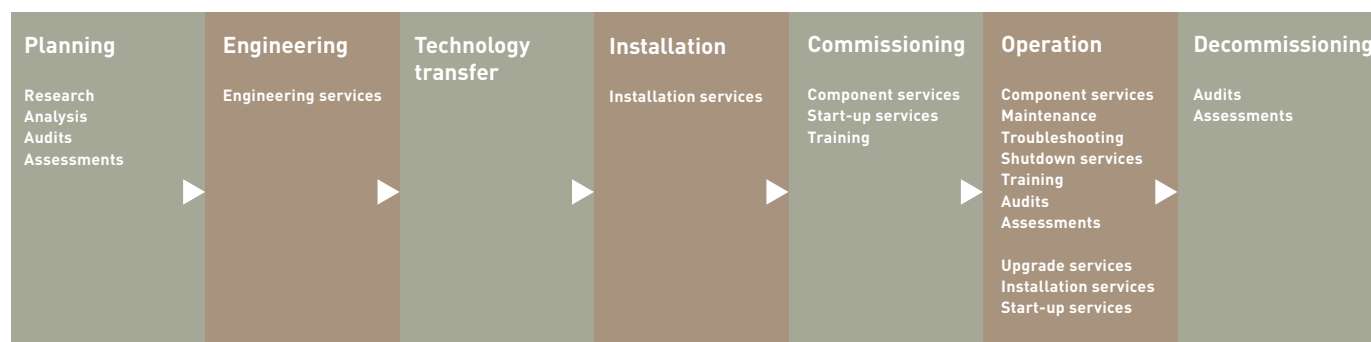 Planning
Research
Analysis
Audits
Assessments
Engineering
Engineering services
Technology
transfer
Installation
Installation services
Commissioning
Component services
Start-up services
Training
Operation
Component services
Maintenance
Troubleshooting
Shutdown services
Training
Audits
Assessments
Upgrade services
Installation services
Start-up services
Decommissioning
Audits
Assessments